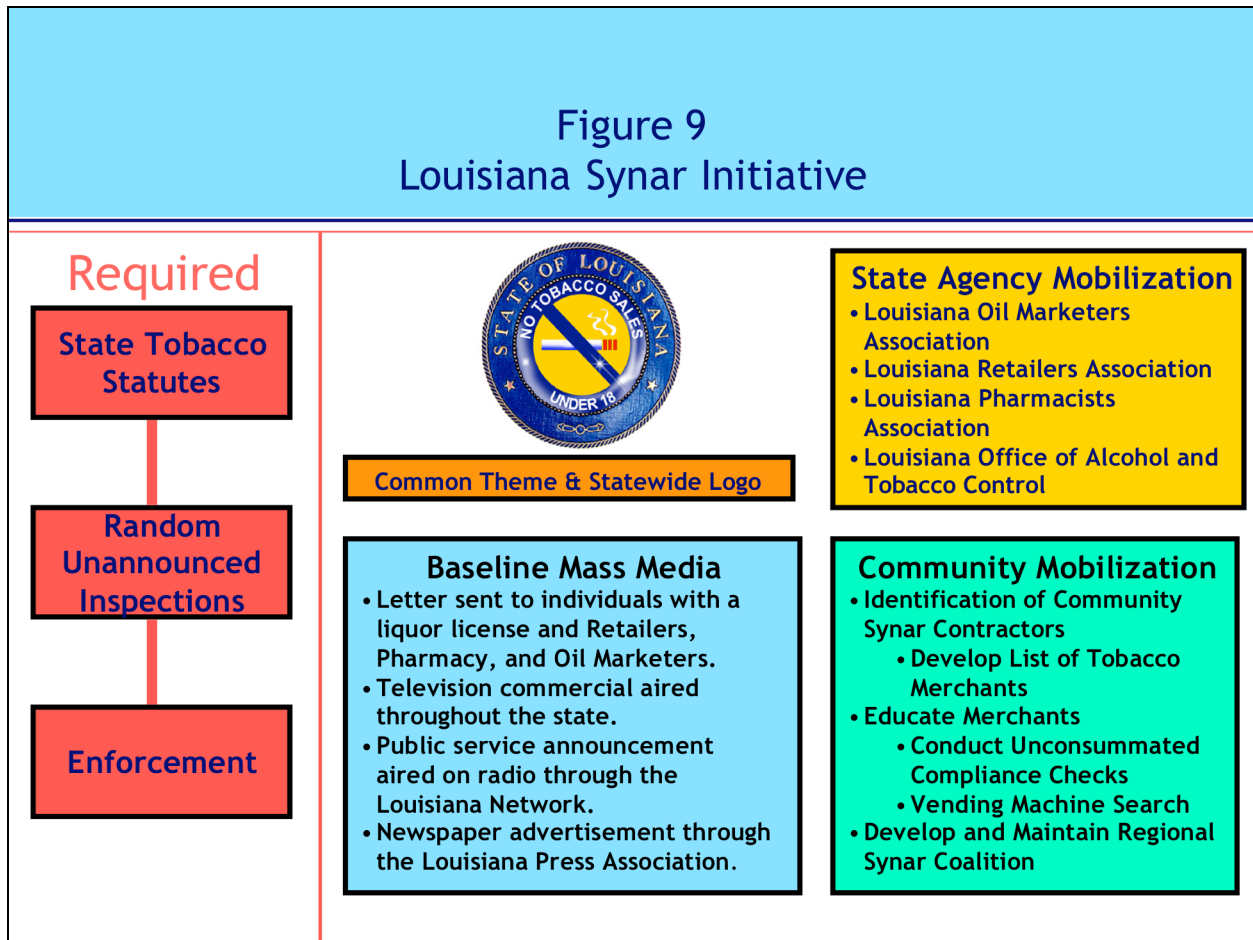 Figure 9
Louisiana Synar Initiative
Required
State Tobacco
Statutes
Random
Unannounced
Inspections
Enforcement
STATE OF LOUISIANA
NO TOBACCO SALES
UNDER 18
Common Theme & Statewide Logo
State Agency Mobilization
• Louisiana Oil Marketers
Association
• Louisiana Retailers Association
• Louisiana Pharmacists
Association
• Louisiana Office of Alcohol and
Tobacco Control
Baseline Mass Media
• Letter sent to individuals with a
liquor license and Retailers,
Pharmacy, and Oil Marketers.
• Television commercial aired
throughout the state.
• Public service announcement
aired on radio through the
Louisiana Network.
• Newspaper advertisement through
the Louisiana Press Association.
Community Mobilization
• Identification of Community
Synar Contractors
• Develop List of Tobacco
Merchants
• Educate Merchants
• Conduct Unconsummated
Compliance Checks
• Vending Machine Search
• Develop and Maintain Regional
Synar Coalition